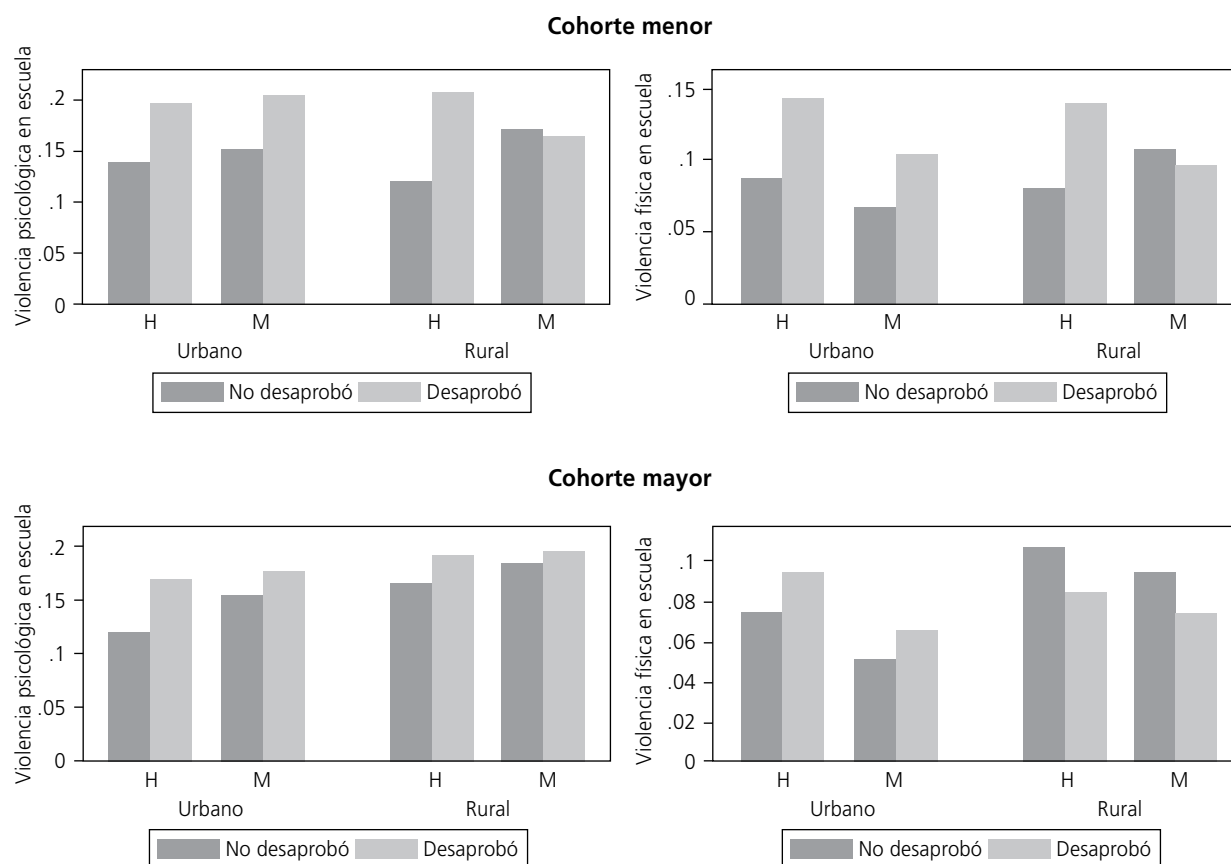 Cohorte menor
Violencia psicológica en escuela
.2
.15
.1
.05
0
H M H M
Urbano Rural
No desaprobó Desaprobó
Violencia física en escuela
.15
.1
.05
0
H M H M
Urbano Rural
No desaprobó Desaprobó
Cohorte mayor
Violencia psicológica en escuela
.2
.15
.1
.05
0
H M H M
Urbano Rural
No desaprobó Desaprobó
Violencia física en escuela
.1
.08
.06
.04
.02
0
H M H M
Urbano Rural
No desaprobó Desaprobó